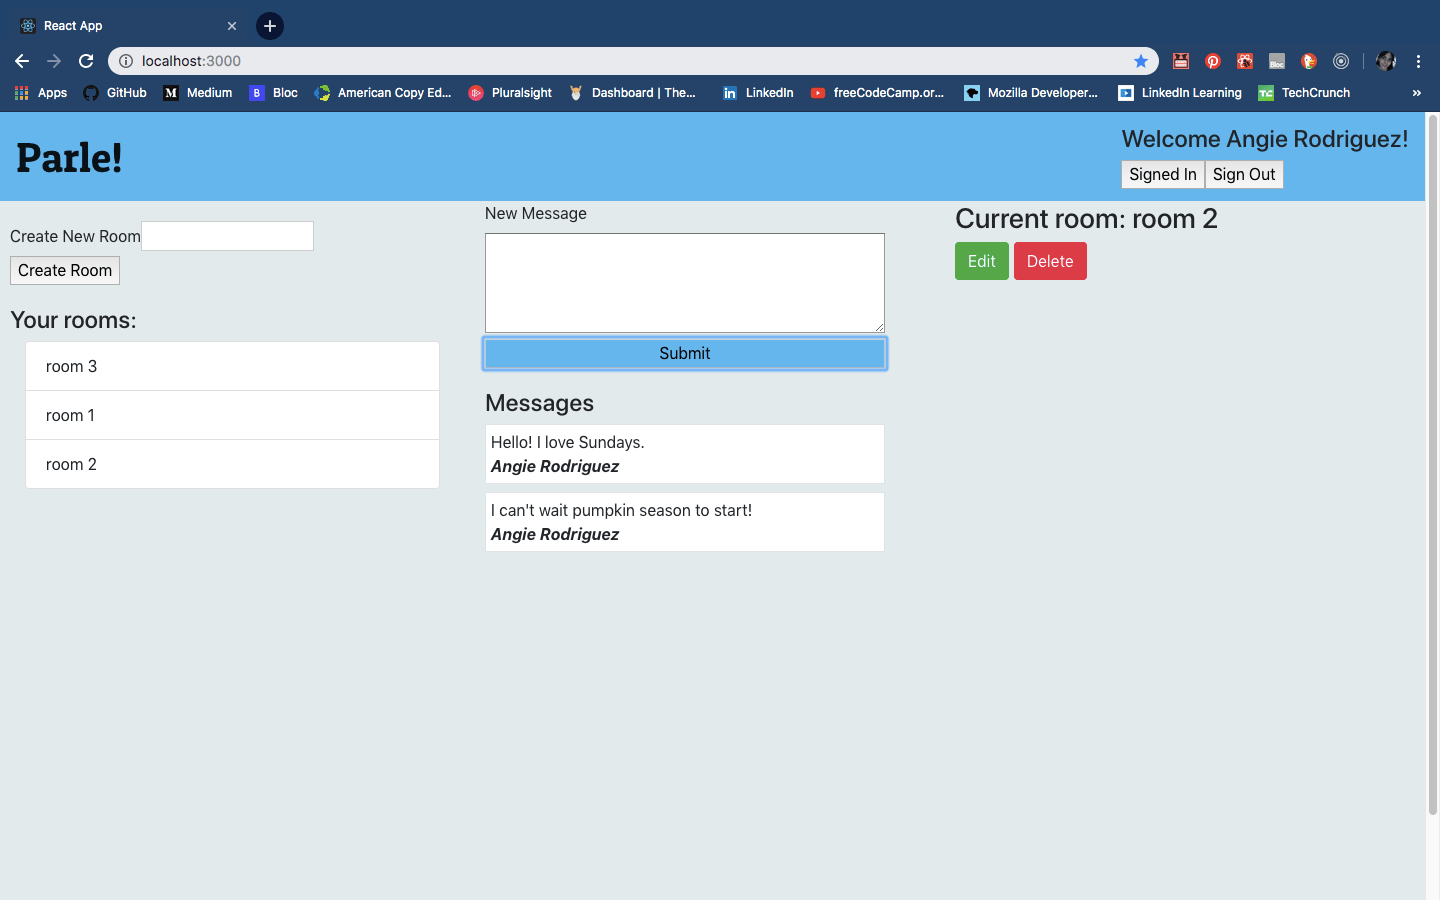 React App
localhost:3000
Apps GitHub Medium Bloc American Copy Ed... Pluralsight Dashboard | The... LinkedIn freeCodeCamp.or... Mozilla Developer... LinkedIn Learning TechCrunch »
Parle!
Welcome Angie Rodriguez!
Signed In Sign Out
Create New Room
Create Room
Your rooms:
room 3
room 1
room 2
New Message
Submit
Messages
Hello! I love Sundays.
Angie Rodriguez
I can't wait pumpkin season to start!
Angie Rodriguez
Current room: room 2
Edit Delete